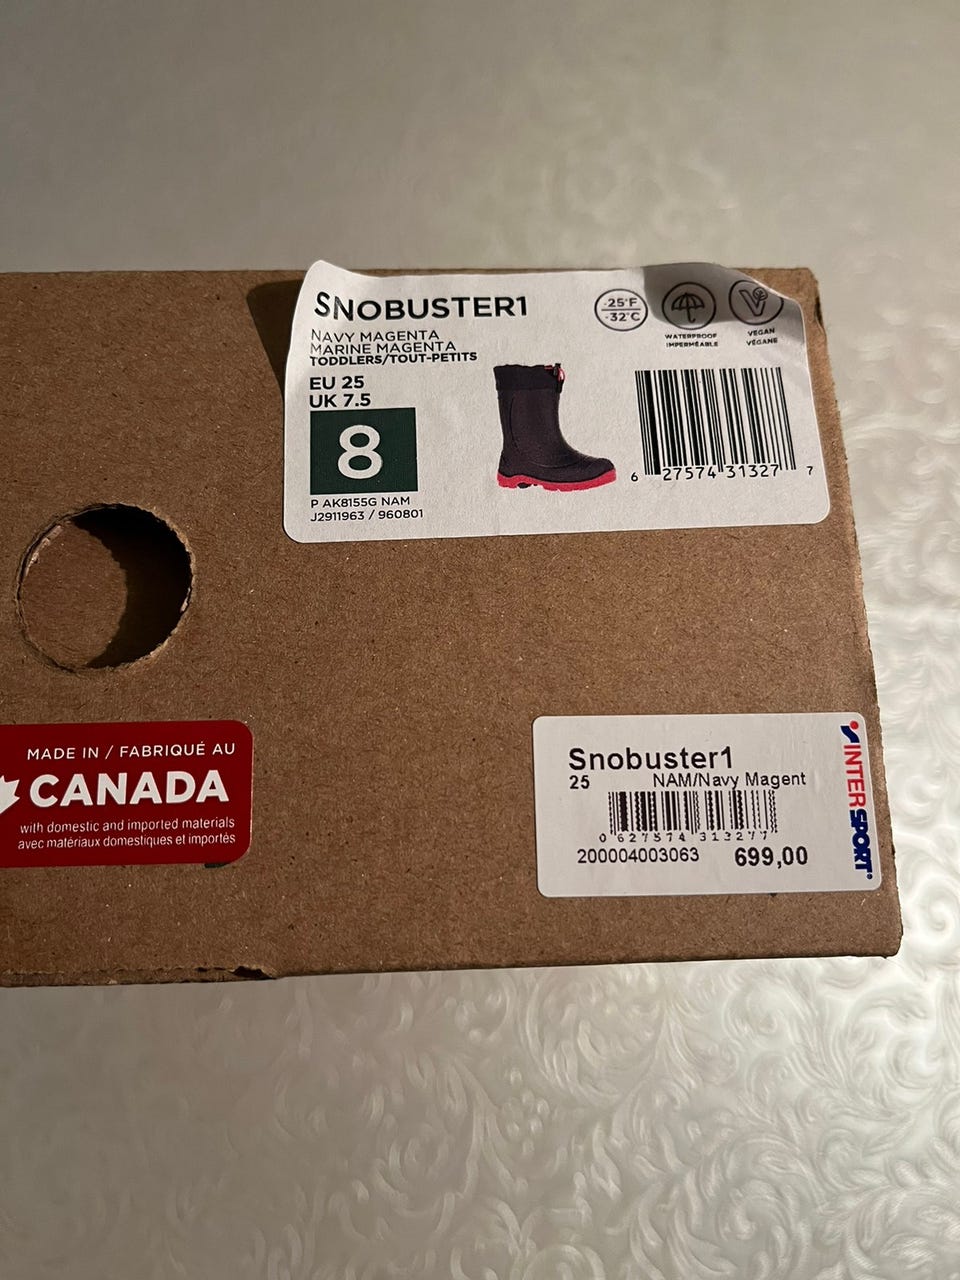 SNOBUSTER1
NAVY MAGENTA
MARINE MAGENTA
TODDLERS/TOUT-PETITS
EU 25
UK 7.5
8
P AK8155G NAM
J2911963 / 960801
-25°F
-32°C
WATERPROOF
IMPERMÉABLE
VEGAN
VÉGANE
6 27574 31327 7
MADE IN / FABRIQUÉ AU
CANADA
with domestic and imported materials
avec matériaux domestiques et importés
Snobuster1
25 NAM/Navy Magent
0 627574 313277
200004003063 699,00
INTERSPORT